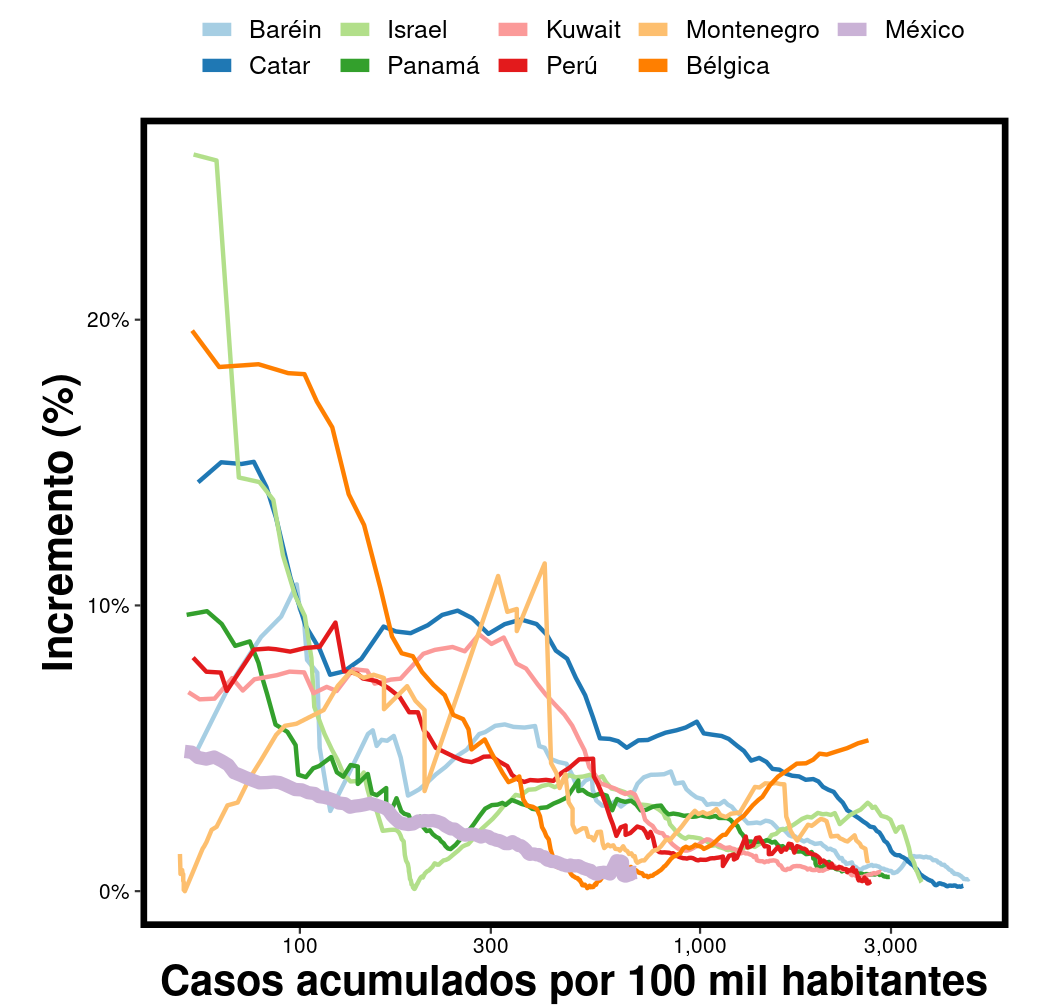 Baréin Israel Kuwait Montenegro México
Catar Panamá Perú Bélgica
Incremento (%)
20%
10%
0%
100 300 1,000 3,000
Casos acumulados por 100 mil habitantes